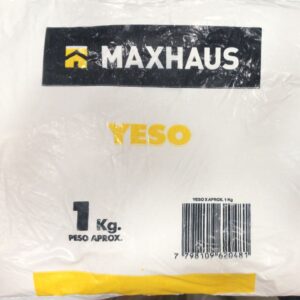 MAXHAUS
YESO
1 Kg.
PESO APROX.
YESO X APROX. 1 Kg
7 798109 620481